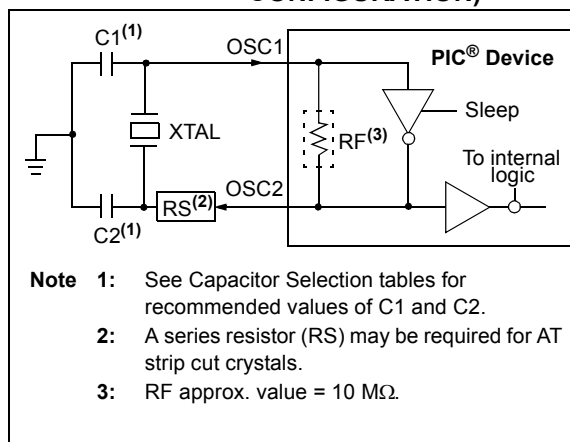 CONFIGURATION)
C1(1)
OSC1
PIC® Device
Sleep
XTAL
RF(3)
To internal
logic
OSC2
RS(2)
C2(1)
Note 1: See Capacitor Selection tables for
recommended values of C1 and C2.
2: A series resistor (RS) may be required for AT
strip cut crystals.
3: RF approx. value = 10 MΩ.